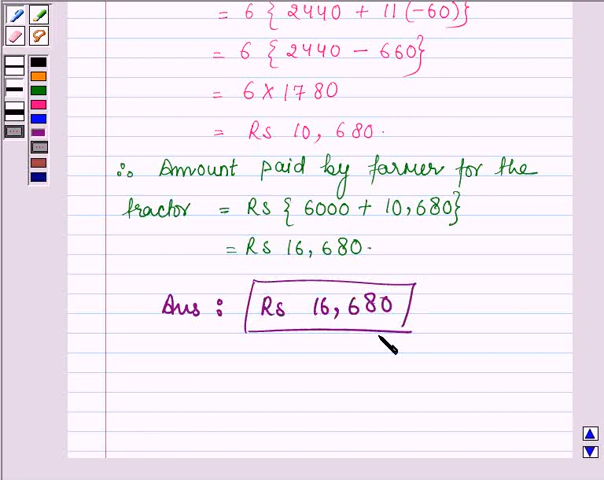 = 6 { 2440 + 11 (-60)}
= 6 { 2440 - 660}
= 6 × 1780
= Rs 10,680.
∴ Amount paid by farmer for the
tractor = Rs { 6000 + 10,680}
= Rs 16,680.
Ans : Rs 16,680